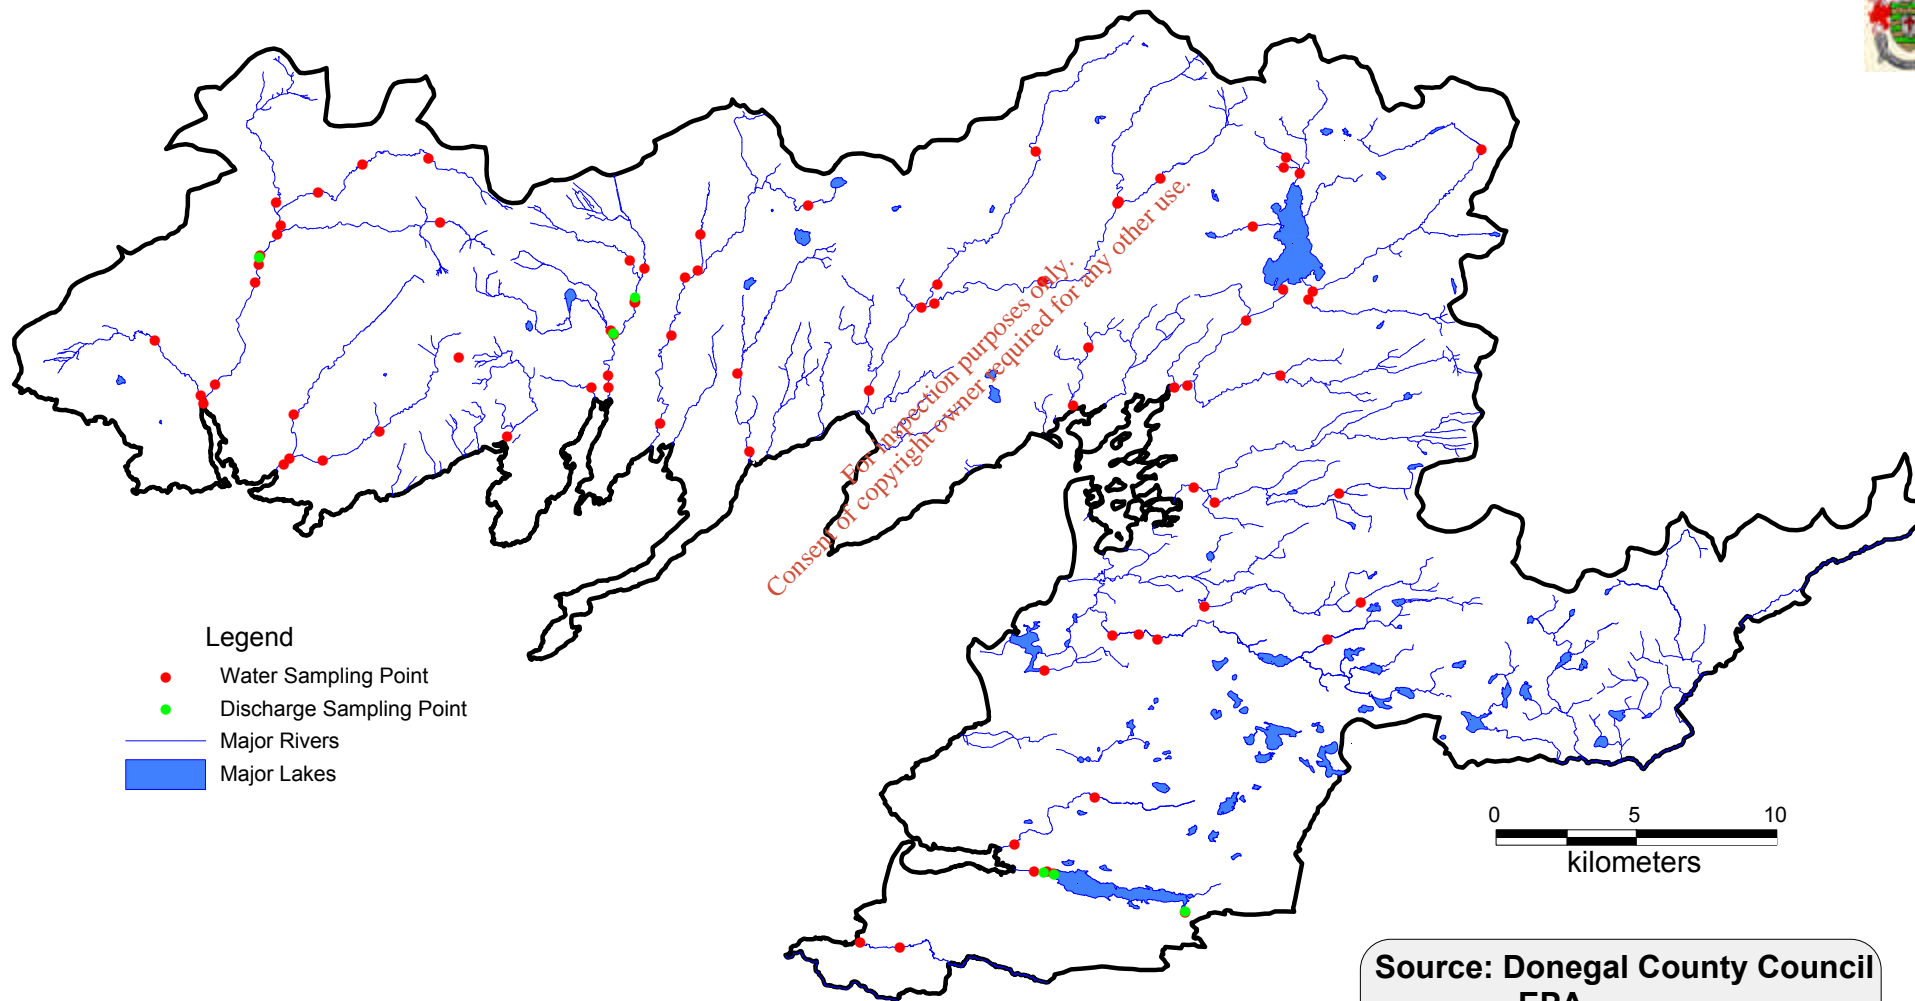 For inspection purposes only.
Consent of copyright owner required for any other use.
Legend
Water Sampling Point
Discharge Sampling Point
Major Rivers
Major Lakes
0 5 10
kilometers
Source: Donegal County Council
EPA